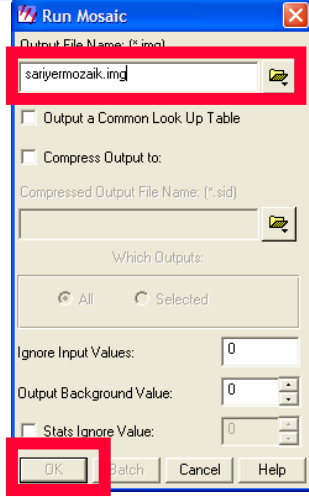 Run Mosaic
Output File Name: (*.img)
sariyermozaik.img
Output a Common Look Up Table
Compress Output to:
Compressed Output File Name: (*.sid)
Which Outputs:
All Selected
Ignore Input Values: 0
Output Background Value: 0
Stats Ignore Value: 0
OK Batch Cancel Help